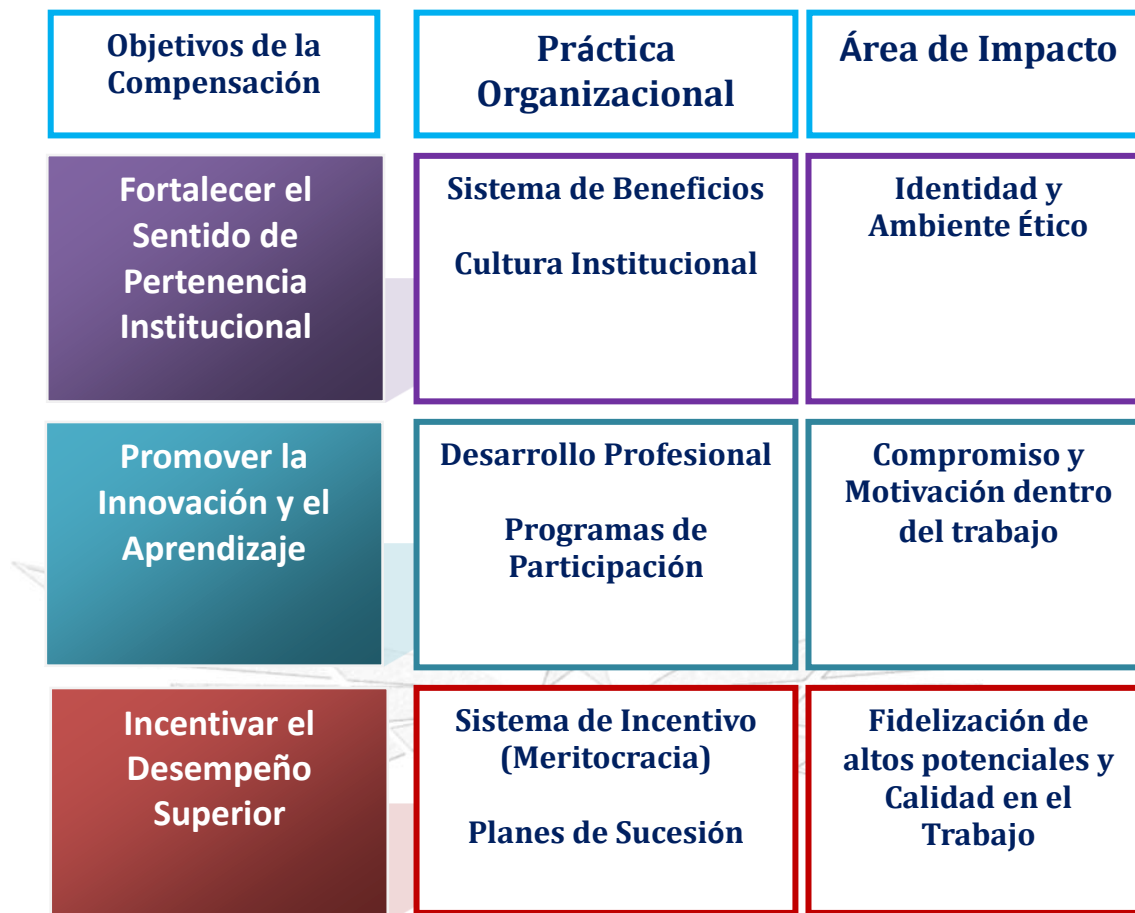 Objetivos de la
Compensación
Práctica
Organizacional
Área de Impacto
Fortalecer el
Sentido de
Pertenencia
Institucional
Sistema de Beneficios
Cultura Institucional
Identidad y
Ambiente Ético
Promover la
Innovación y el
Aprendizaje
Desarrollo Profesional
Programas de
Participación
Compromiso y
Motivación dentro
del trabajo
Incentivar el
Desempeño
Superior
Sistema de Incentivo
(Meritocracia)
Planes de Sucesión
Fidelización de
altos potenciales y
Calidad en el
Trabajo